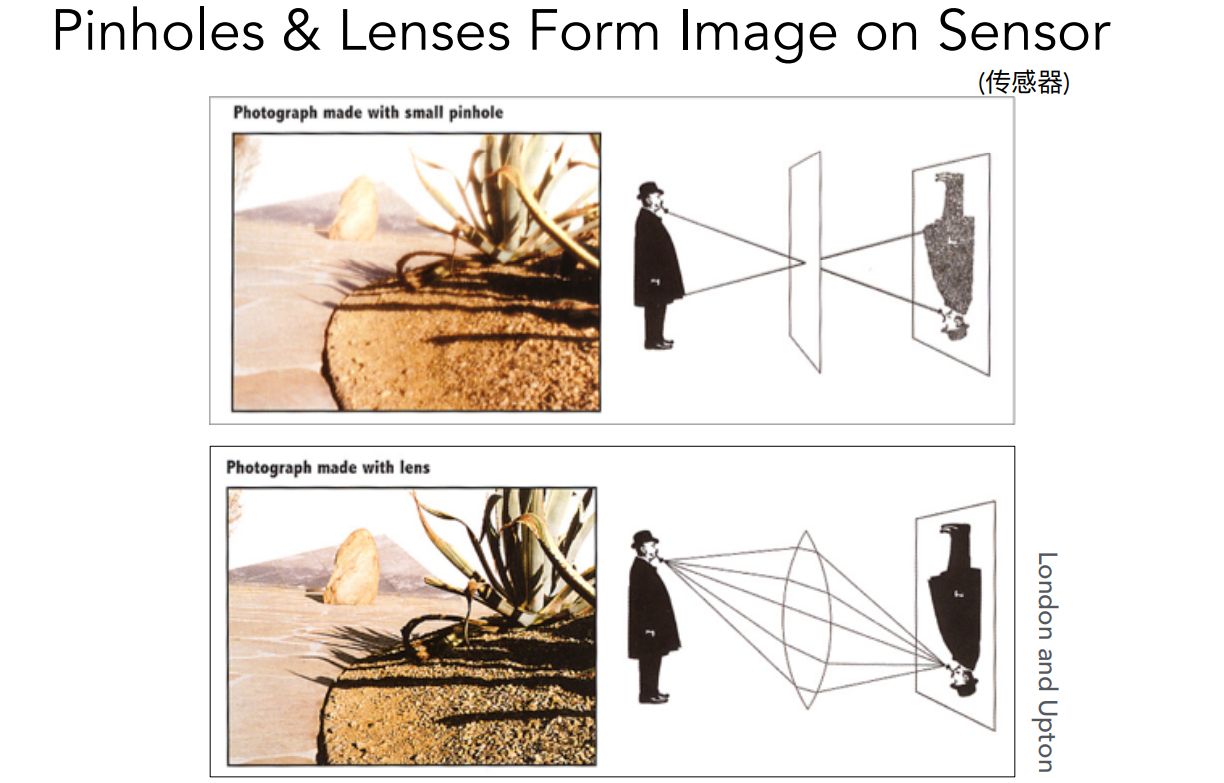 Pinholes & Lenses Form Image on Sensor
(传感器)
Photograph made with small pinhole
Photograph made with lens
London and Upton